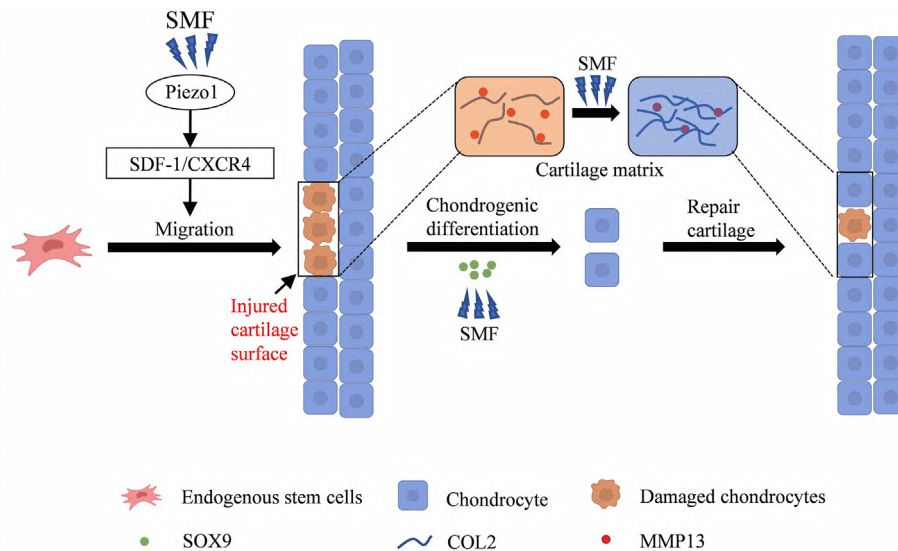 SMF
Piezo1
SDF-1/CXCR4
Migration
Injured
cartilage
surface
SMF
Cartilage matrix
Chondrogenic
differentiation
SMF
Repair
cartilage
Endogenous stem cells
Chondrocyte
Damaged chondrocytes
SOX9
COL2
MMP13